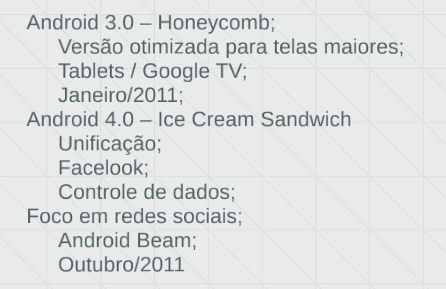 Android 3.0 – Honeycomb;
Versão otimizada para telas maiores;
Tablets / Google TV;
Janeiro/2011;
Android 4.0 – Ice Cream Sandwich
Unificação;
Facelook;
Controle de dados;
Foco em redes sociais;
Android Beam;
Outubro/2011